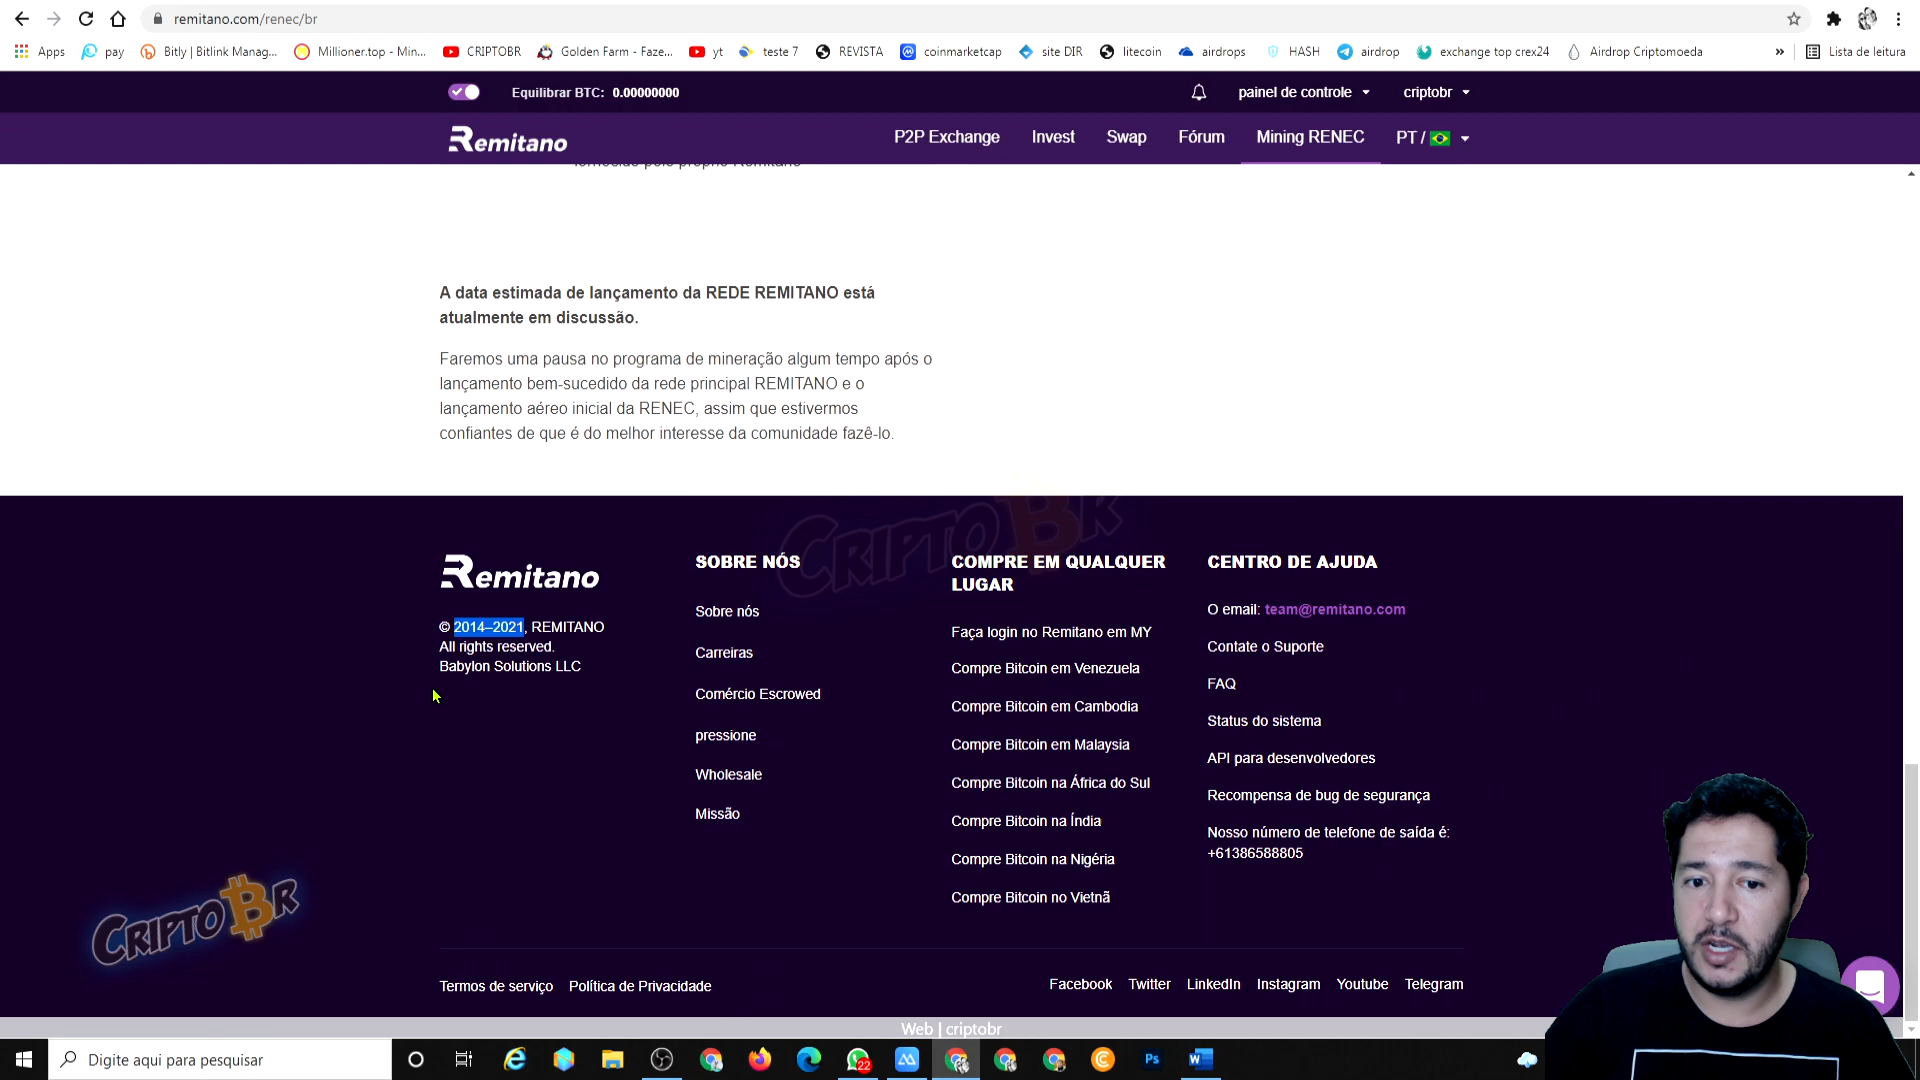 remitano.com/renec/br
Apps
pay
Bitly | Bitlink Manag...
Millioner.top - Min...
CRIPTOBR
Golden Farm - Faze...
yt
teste 7
REVISTA
coinmarketcap
site DIR
litecoin
airdrops
HASH
airdrop
exchange top crex24
Airdrop Criptomoeda
»
Lista de leitura
Equilibrar BTC: 0.00000000
painel de controle
criptobr
Remitano
P2P Exchange
Invest
Swap
Fórum
Mining RENEC
PT /
fornecido pelo próprio Remitano
A data estimada de lançamento da REDE REMITANO está
atualmente em discussão.
Faremos uma pausa no programa de mineração algum tempo após o
lançamento bem-sucedido da rede principal REMITANO e o
lançamento aéreo inicial da RENEC, assim que estivermos
confiantes de que é do melhor interesse da comunidade fazê-lo.
CRIPTOBR
Remitano
© 2014–2021, REMITANO
All rights reserved.
Babylon Solutions LLC
SOBRE NÓS
Sobre nós
Carreiras
Comércio Escrowed
pressione
Wholesale
Missão
COMPRE EM QUALQUER
LUGAR
Faça login no Remitano em MY
Compre Bitcoin em Venezuela
Compre Bitcoin em Cambodia
Compre Bitcoin em Malaysia
Compre Bitcoin na África do Sul
Compre Bitcoin na Índia
Compre Bitcoin na Nigéria
Compre Bitcoin no Vietnã
CENTRO DE AJUDA
O email: team@remitano.com
Contate o Suporte
FAQ
Status do sistema
API para desenvolvedores
Recompensa de bug de segurança
Nosso número de telefone de saída é:
+61386588805
CRIPTOBR
Termos de serviço
Política de Privacidade
Facebook
Twitter
LinkedIn
Instagram
Youtube
Telegram
Web | criptobr
Digite aqui para pesquisar
22
Ps
W